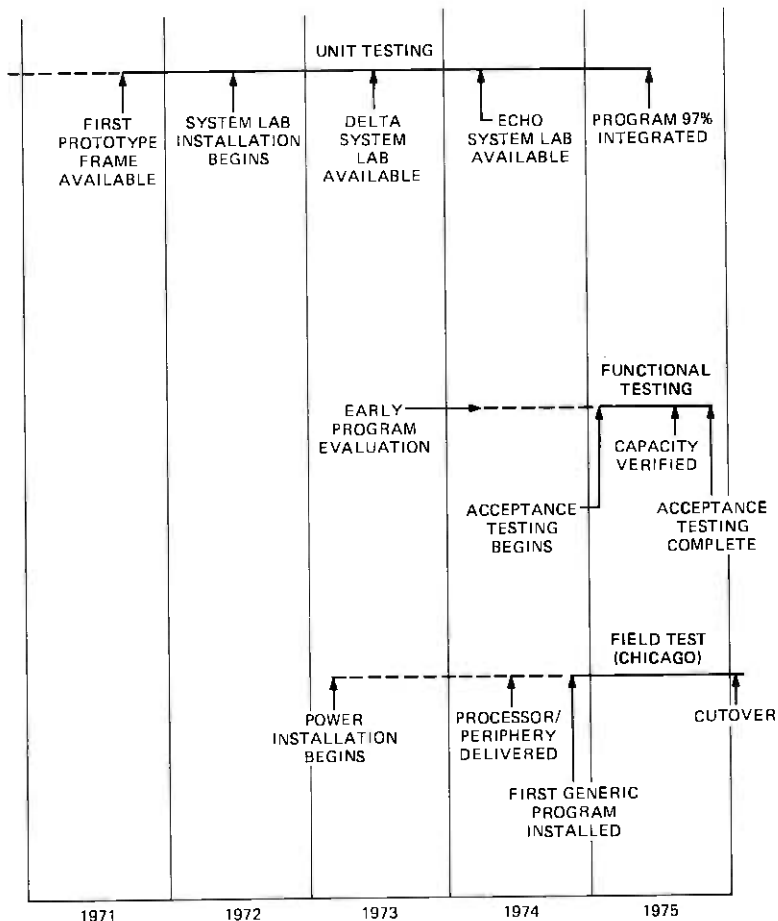 UNIT TESTING
FIRST
PROTOTYPE
FRAME
AVAILABLE
SYSTEM LAB
INSTALLATION
BEGINS
DELTA
SYSTEM
LAB
AVAILABLE
ECHO
SYSTEM LAB
AVAILABLE
PROGRAM 97%
INTEGRATED
FUNCTIONAL
TESTING
EARLY
PROGRAM
EVALUATION
CAPACITY
VERIFIED
ACCEPTANCE
TESTING
BEGINS
ACCEPTANCE
TESTING
COMPLETE
FIELD TEST
(CHICAGO)
POWER
INSTALLATION
BEGINS
PROCESSOR/
PERIPHERY
DELIVERED
CUTOVER
FIRST GENERIC
PROGRAM
INSTALLED
1971
1972
1973
1974
1975